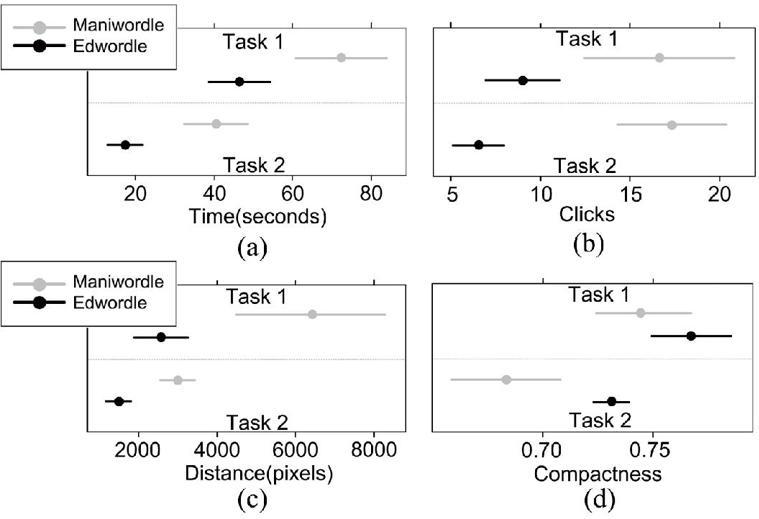 Maniwordle
Edwordle
Task 1
Task 2
20 40 60 80
Time(seconds)
(a)
Task 1
Task 2
5 10 15 20
Clicks
(b)
Maniwordle
Edwordle
Task 1
Task 2
2000 4000 6000 8000
Distance(pixels)
(c)
Task 1
Task 2
0.70 0.75
Compactness
(d)